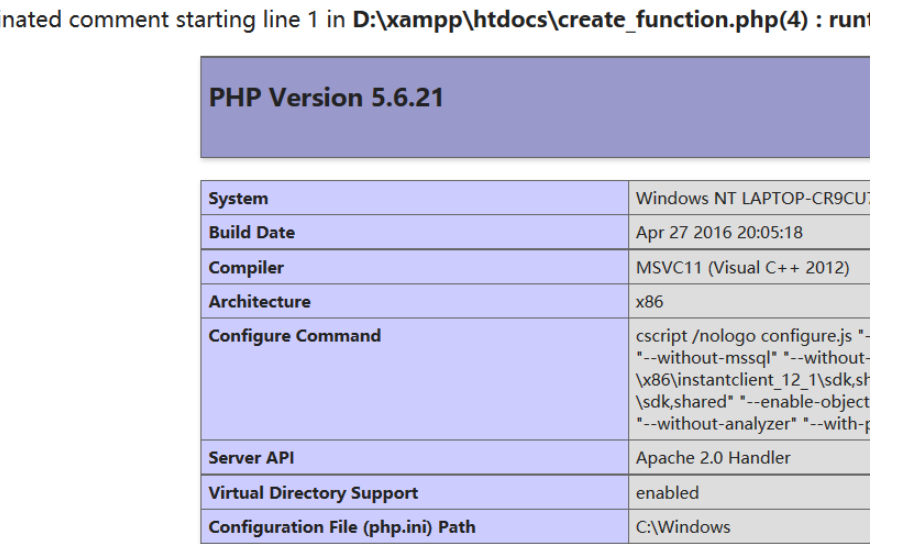 inated comment starting line 1 in D:\xampp\htdocs\create_function.php(4) : runt
PHP Version 5.6.21
System Windows NT LAPTOP-CR9CU7
Build Date Apr 27 2016 20:05:18
Compiler MSVC11 (Visual C++ 2012)
Architecture x86
Configure Command cscript /nologo configure.js "-
"--without-mssql" "--without-
\x86\instantclient_12_1\sdk,sh
\sdk,shared" "--enable-object
"--without-analyzer" "--with-p
Server API Apache 2.0 Handler
Virtual Directory Support enabled
Configuration File (php.ini) Path C:\Windows